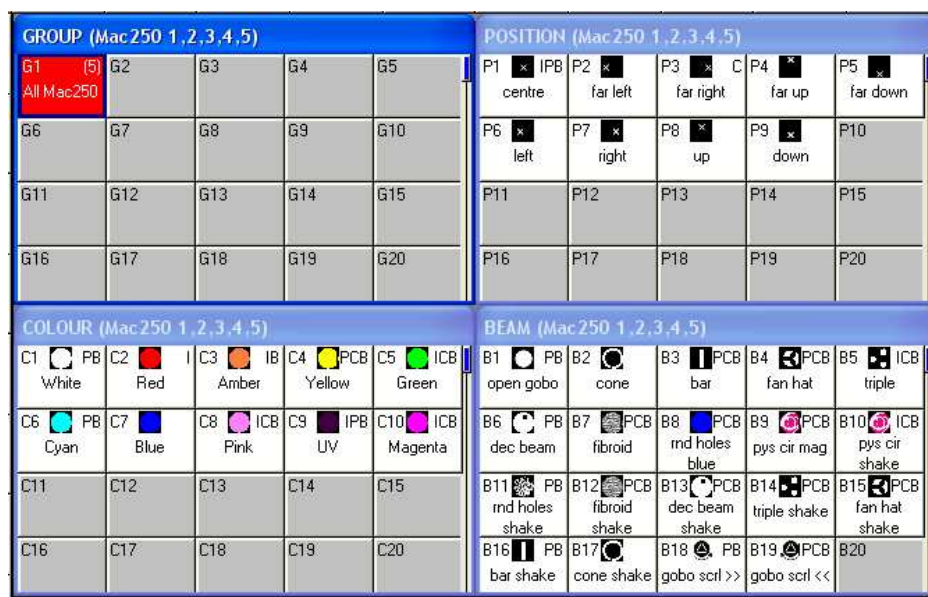 GROUP (Mac250 1,2,3,4,5)
G1 (5) G2 G3 G4 G5
All Mac250
G6 G7 G8 G9 G10
G11 G12 G13 G14 G15
G16 G17 G18 G19 G20
POSITION (Mac250 1,2,3,4,5)
P1 IPB P2 P3 C P4 P5
centre far left far right far up far down
P6 P7 P8 P9 P10
left right up down
P11 P12 P13 P14 P15
P16 P17 P18 P19 P20
COLOUR (Mac250 1,2,3,4,5)
C1 PB C2 I C3 IB C4 PCB C5 ICB
White Red Amber Yellow Green
C6 PB C7 C8 ICB C9 IPB C10 ICB
Cyan Blue Pink UV Magenta
C11 C12 C13 C14 C15
C16 C17 C18 C19 C20
BEAM (Mac250 1,2,3,4,5)
B1 PB B2 B3 PCB B4 PCB B5 ICB
open gobo cone bar fan hat triple
B6 PB B7 PCB B8 PCB B9 PCB B10 ICB
dec beam fibroid rnd holes pys cir mag pys cir
blue shake
B11 PB B12 PCB B13 PCB B14 PCB B15 PCB
rnd holes fibroid dec beam triple shake fan hat
shake shake shake shake
B16 PB B17 B18 PB B19 PCB B20
bar shake cone shake gobo scrl >> gobo scrl <<